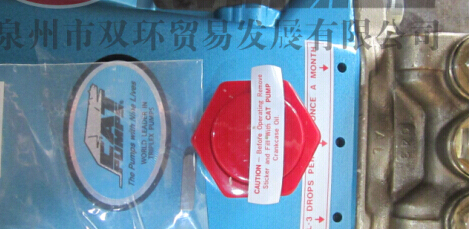 泉州市双环贸易发展有限公司
CAT
PUMPS
The Pumps with Nine Lives
WORLD LEADER IN
TRIPLEX PUMPS
CAUTION – Before Operating Remove
Sticker and Fill With CAT PUMP
Crankcase Oil.
-3 DROPS PER
ONCE A MONTH